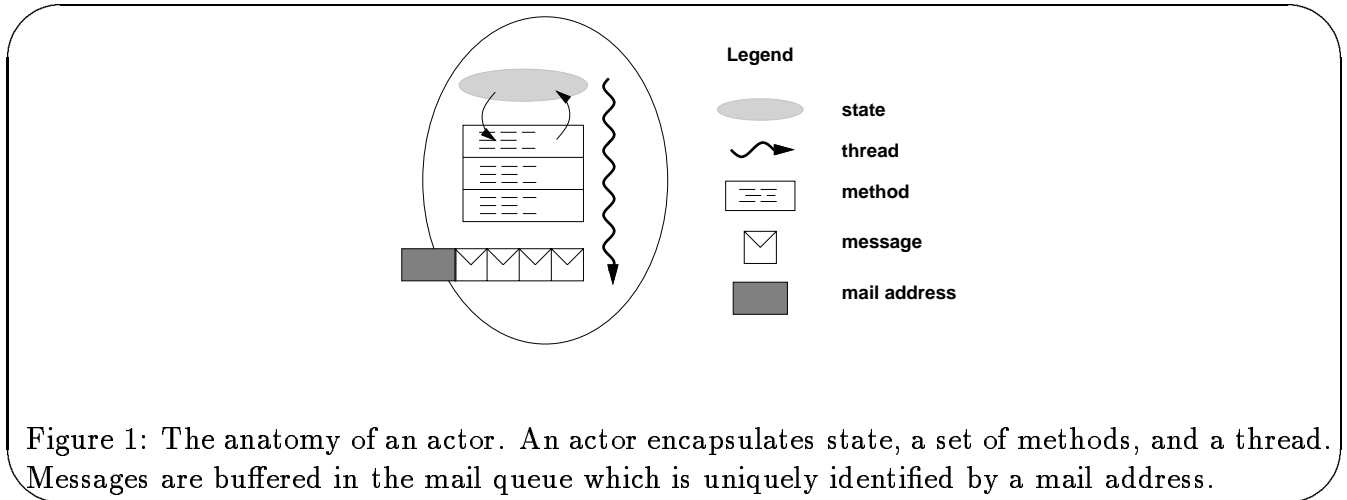 Legend
state
thread
method
message
mail address
Figure 1: The anatomy of an actor. An actor encapsulates state, a set of methods, and a thread.
Messages are buffered in the mail queue which is uniquely identified by a mail address.